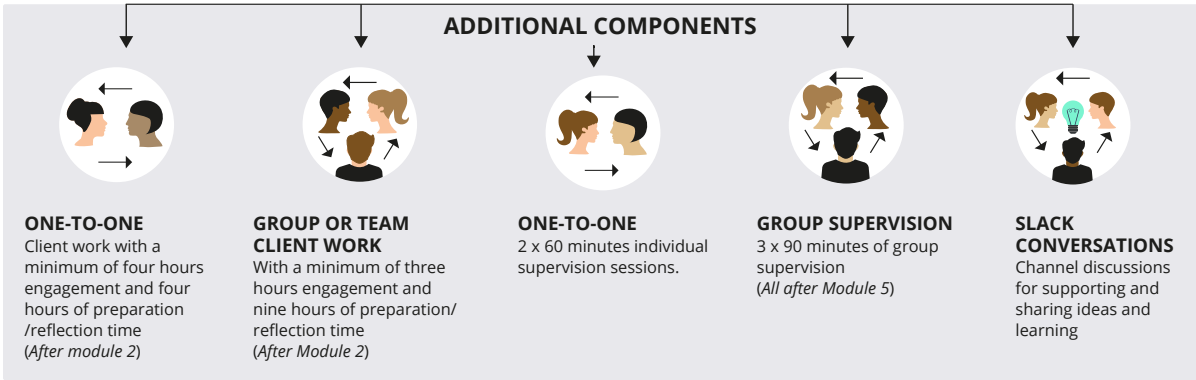 ADDITIONAL COMPONENTS
ONE-TO-ONE
Client work with a
minimum of four hours
engagement and four
hours of preparation
/reflection time
(After module 2)
GROUP OR TEAM
CLIENT WORK
With a minimum of three
hours engagement and
nine hours of preparation/
reflection time
(After Module 2)
ONE-TO-ONE
2 x 60 minutes individual
supervision sessions.
GROUP SUPERVISION
3 x 90 minutes of group
supervision
(All after Module 5)
SLACK
CONVERSATIONS
Channel discussions
for supporting and
sharing ideas and
learning